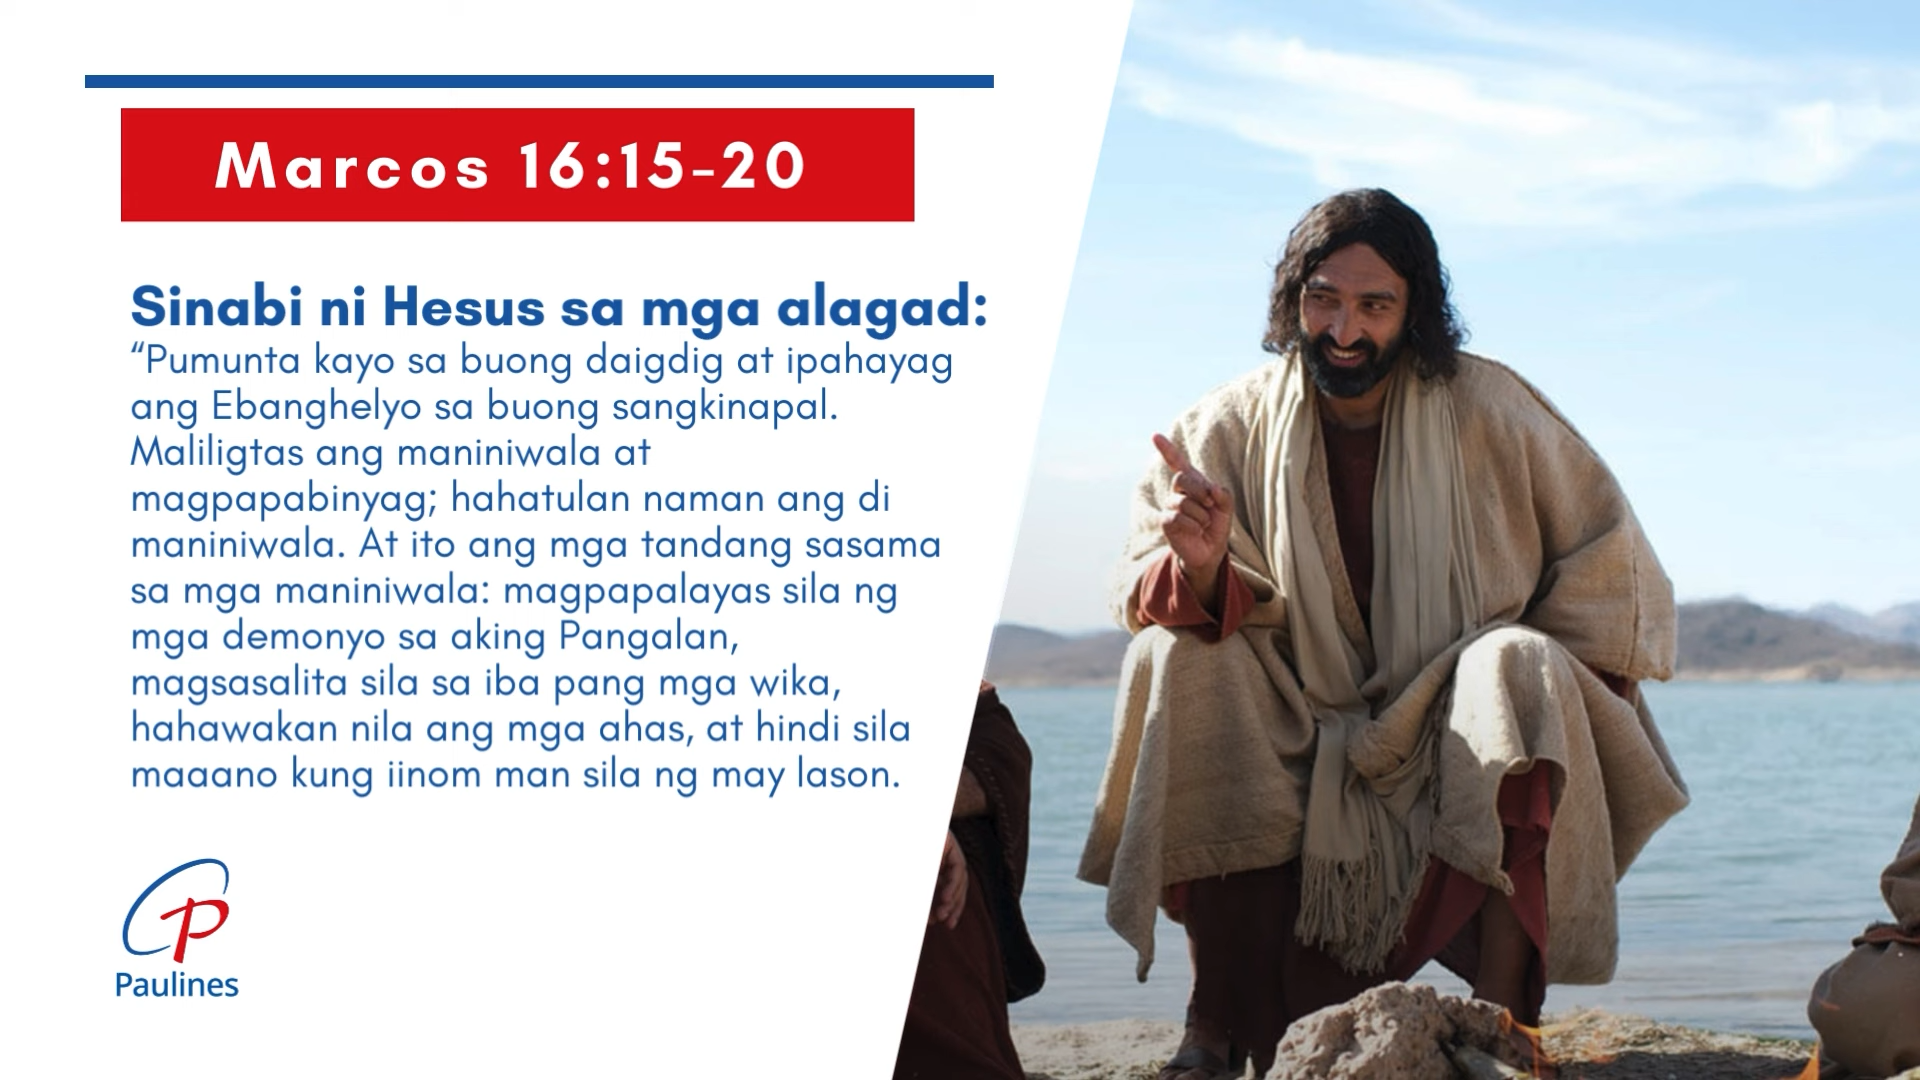 Marcos 16:15-20
Sinabi ni Hesus sa mga alagad:
“Pumunta kayo sa buong daigdig at ipahayag
ang Ebanghelyo sa buong sangkinapal.
Maliligtas ang maniniwala at
magpapabinyag; hahatulan naman ang di
maniniwala. At ito ang mga tandang sasama
sa mga maniniwala: magpapalayas sila ng
mga demonyo sa aking Pangalan,
magsasalita sila sa iba pang mga wika,
hahawakan nila ang mga ahas, at hindi sila
maaano kung iinom man sila ng may lason.
Paulines